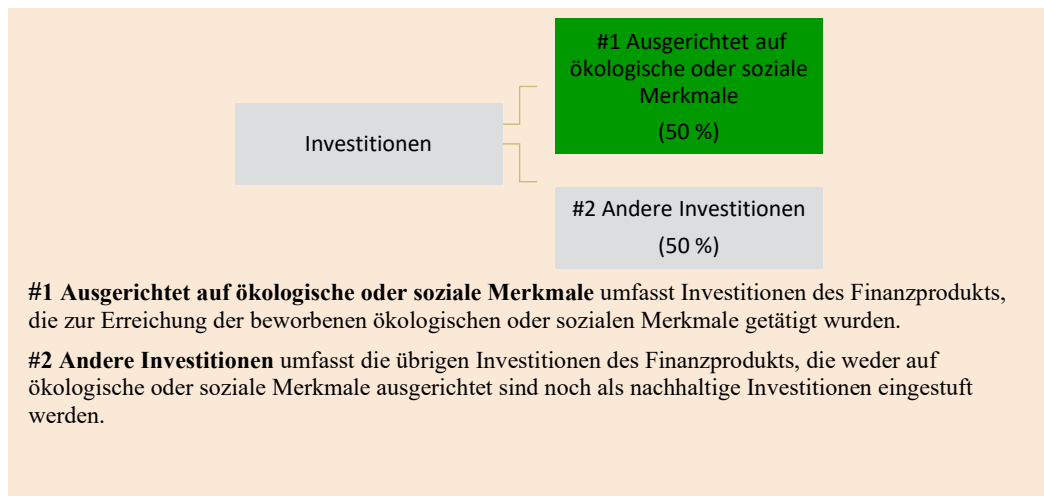 #1 Ausgerichtet auf
ökologische oder soziale
Merkmale
(50 %)
Investitionen
#2 Andere Investitionen
(50 %)
#1 Ausgerichtet auf ökologische oder soziale Merkmale umfasst Investitionen des Finanzprodukts,
die zur Erreichung der beworbenen ökologischen oder sozialen Merkmale getätigt wurden.
#2 Andere Investitionen umfasst die übrigen Investitionen des Finanzprodukts, die weder auf
ökologische oder soziale Merkmale ausgerichtet sind noch als nachhaltige Investitionen eingestuft
werden.